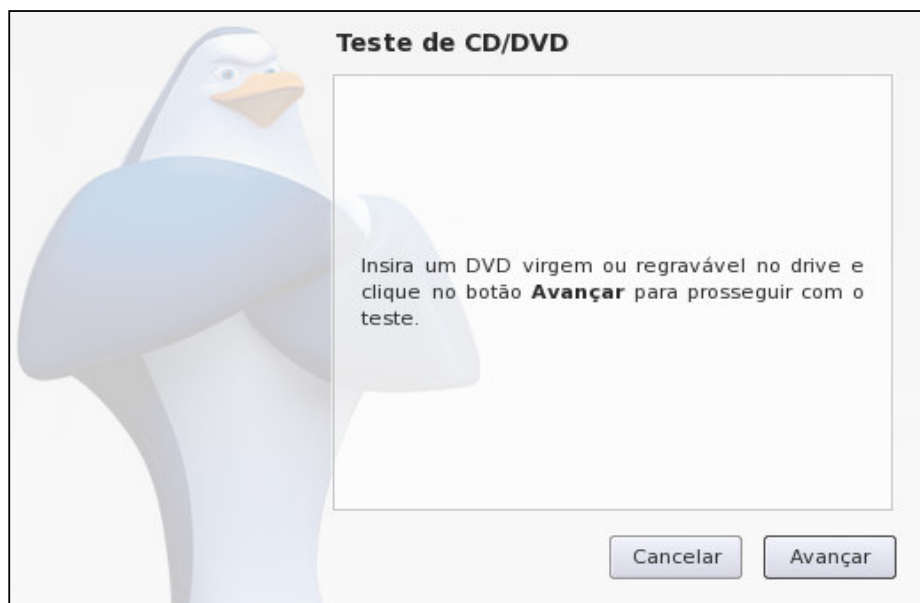 Teste de CD/DVD
Insira um DVD virgem ou regravável no drive e
clique no botão Avançar para prosseguir com o
teste.
Cancelar
Avançar